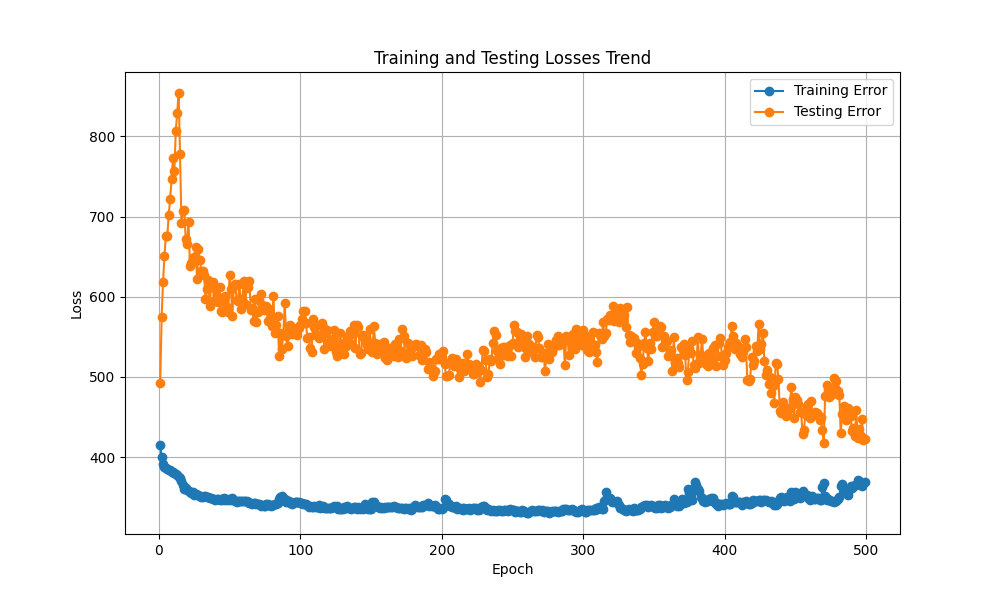 Training and Testing Losses Trend
Training Error
Testing Error
800
700
600
500
400
Loss
0 100 200 300 400 500
Epoch